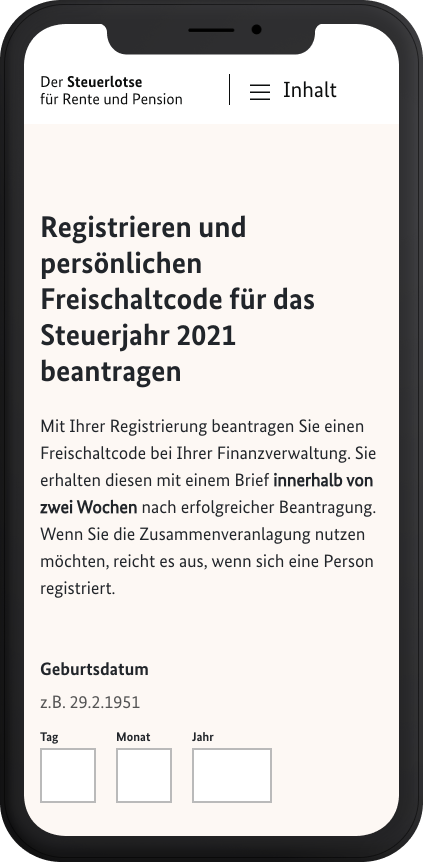 Der Steuerlotse
für Rente und Pension
Inhalt
Registrieren und
persönlichen
Freischaltcode für das
Steuerjahr 2021
beantragen
Mit Ihrer Registrierung beantragen Sie einen
Freischaltcode bei Ihrer Finanzverwaltung. Sie
erhalten diesen mit einem Brief innerhalb von
zwei Wochen nach erfolgreicher Beantragung.
Wenn Sie die Zusammenveranlagung nutzen
möchten, reicht es aus, wenn sich eine Person
registriert.
Geburtsdatum
z.B. 29.2.1951
Tag Monat Jahr